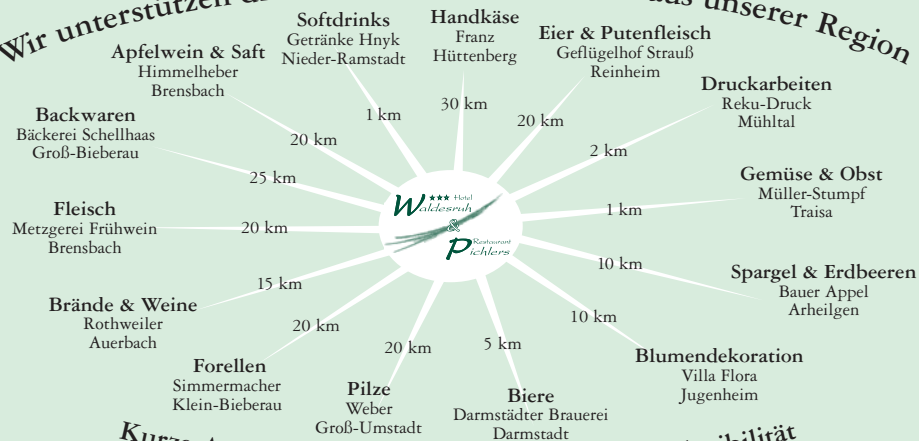 Wir unterstützen
aus unserer Region
Softdrinks
Getränke Hnyk
Nieder-Ramstadt
1 km
Handkäse
Franz
Hüttenberg
30 km
Eier & Putenfleisch
Geflügelhof Strauß
Reinheim
20 km
Druckarbeiten
Reku-Druck
Mühltal
2 km
Gemüse & Obst
Müller-Stumpf
Traisa
1 km
Spargel & Erdbeeren
Bauer Appel
Arheilgen
10 km
Blumendekoration
Villa Flora
Jugenheim
10 km
Biere
Darmstädter Brauerei
Darmstadt
5 km
Pilze
Weber
Groß-Umstadt
20 km
Forellen
Simmermacher
Klein-Bieberau
20 km
Brände & Weine
Rothweiler
Auerbach
15 km
Fleisch
Metzgerei Frühwein
Brensbach
20 km
Backwaren
Bäckerei Schellhaas
Groß-Bieberau
25 km
Apfelwein & Saft
Himmelheber
Brensbach
20 km
*** Hotel
Waldesruh
&
Restaurant
Pichlers
Kurze